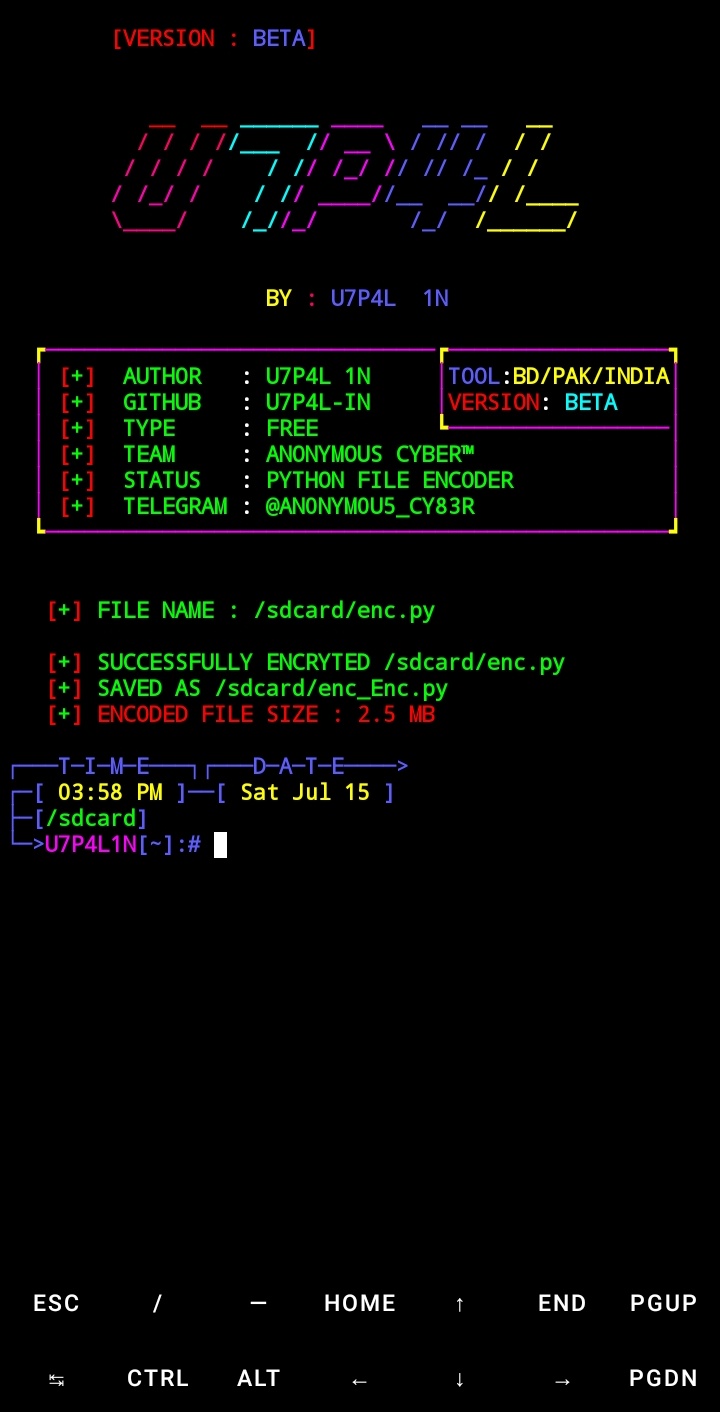 [VERSION : BETA]
U7P4L
BY : U7P4L 1N
[+] AUTHOR : U7P4L 1N
TOOL:BD/PAK/INDIA
[+] GITHUB : U7P4L-IN
VERSION: BETA
[+] TYPE : FREE
[+] TEAM : ANONYMOUS CYBER™
[+] STATUS : PYTHON FILE ENCODER
[+] TELEGRAM : @ANONYMOU5_CY83R
[+] FILE NAME : /sdcard/enc.py
[+] SUCCESSFULLY ENCRYTED /sdcard/enc.py
[+] SAVED AS /sdcard/enc_Enc.py
[+] ENCODED FILE SIZE : 2.5 MB
┌───T─I─M─E───┐┌───D─A─T─E────>
┌─[ 03:58 PM ]──[ Sat Jul 15 ]
├─[/sdcard]
└─>U7P4L1N[~]:#
ESC / — HOME ↑ END PGUP
↹ CTRL ALT ← ↓ → PGDN